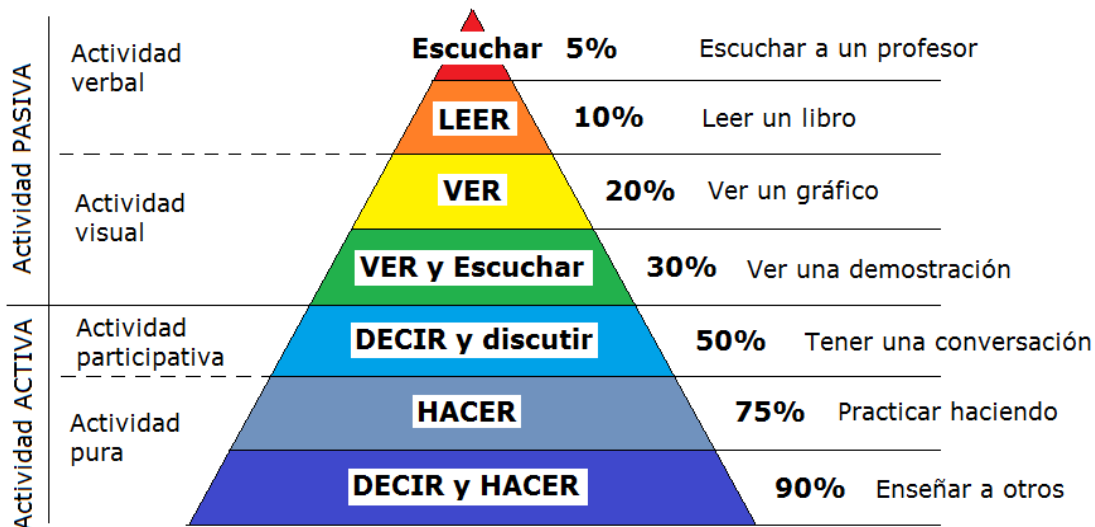 Actividad PASIVA
Actividad
verbal
Escuchar 5% Escuchar a un profesor
LEER 10% Leer un libro
Actividad
visual
VER 20% Ver un gráfico
VER y Escuchar 30% Ver una demostración
Actividad ACTIVA
Actividad
participativa
DECIR y discutir 50% Tener una conversación
Actividad
pura
HACER 75% Practicar haciendo
DECIR y HACER 90% Enseñar a otros